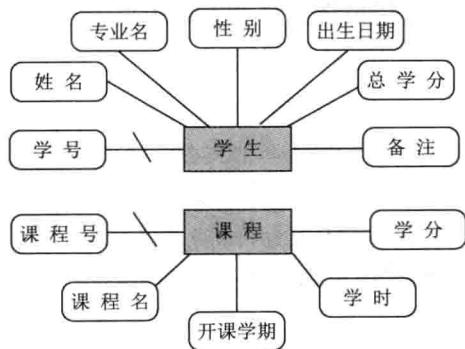 专业名
性别
出生日期
姓名
总学分
学号
学生
备注
课程号
课程
学分
课程名
学时
开课学期